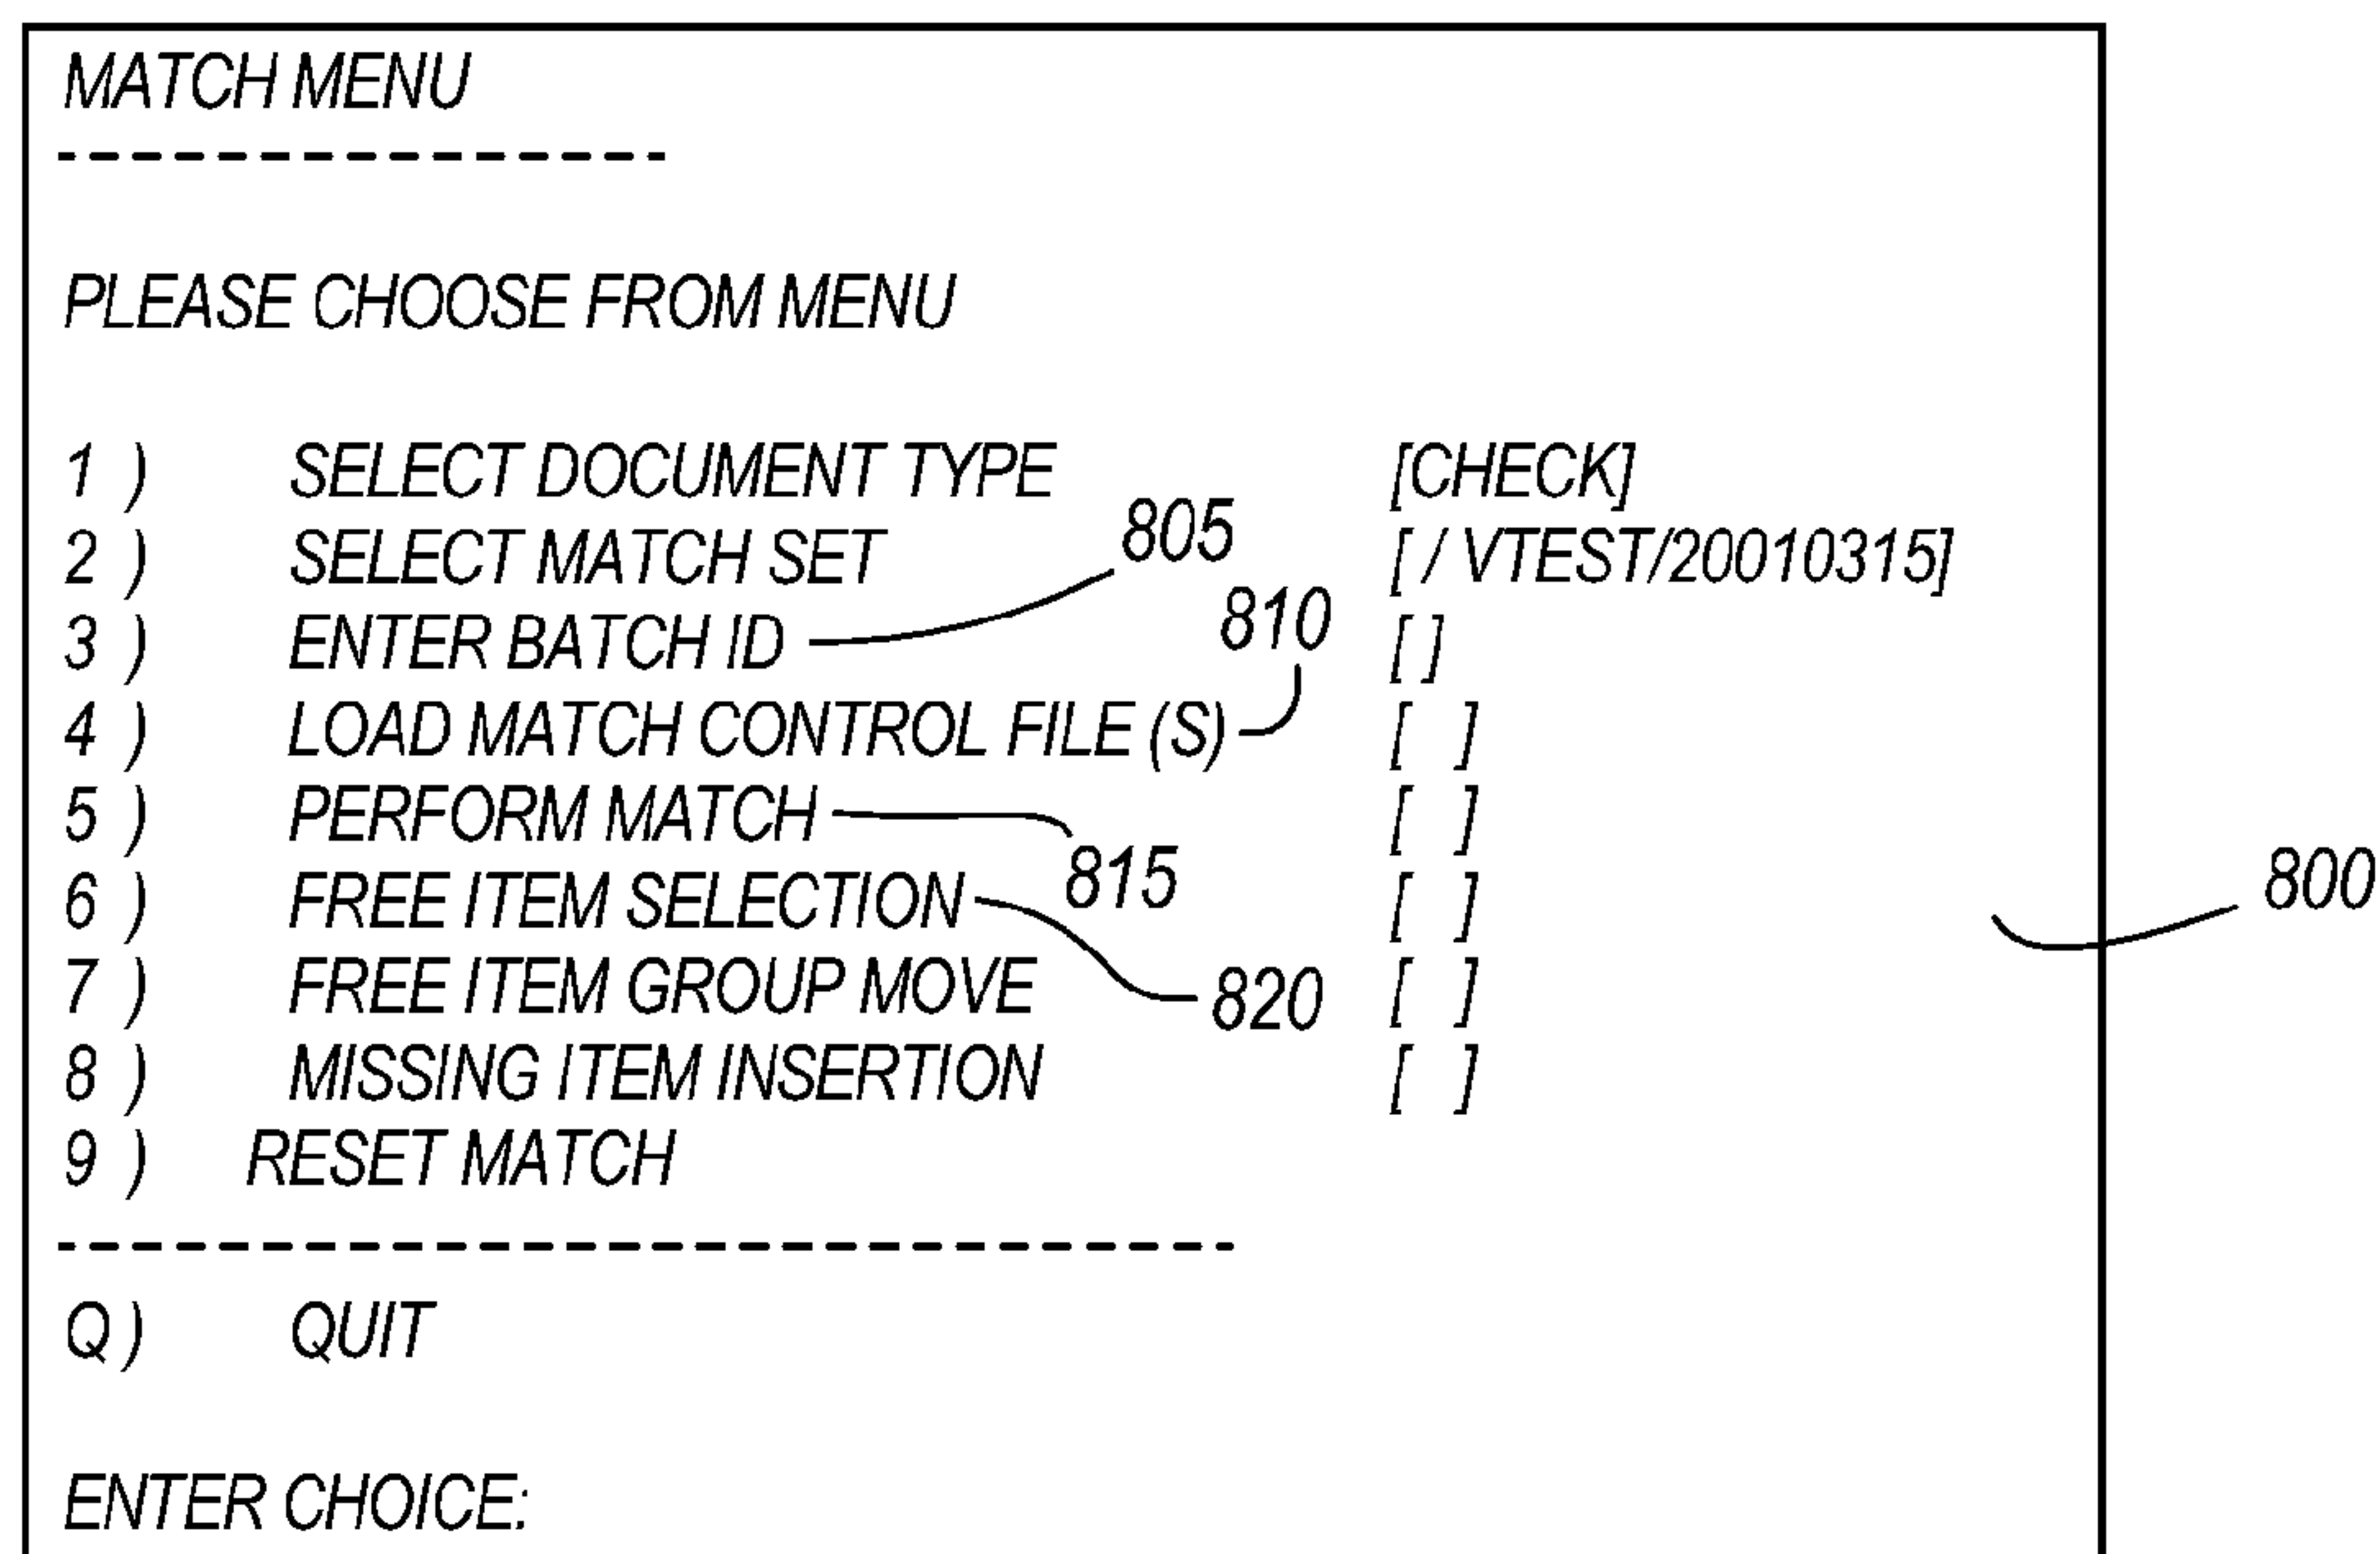 MATCH MENU
-----------------
PLEASE CHOOSE FROM MENU
1 ) SELECT DOCUMENT TYPE [CHECK]
2 ) SELECT MATCH SET 805 [ / VTEST/20010315]
3 ) ENTER BATCH ID 810 [ ]
4 ) LOAD MATCH CONTROL FILE (S) [ ]
5 ) PERFORM MATCH [ ]
6 ) FREE ITEM SELECTION 815 [ ] 800
7 ) FREE ITEM GROUP MOVE 820 [ ]
8 ) MISSING ITEM INSERTION [ ]
9 ) RESET MATCH
----------------------------
Q ) QUIT
ENTER CHOICE: